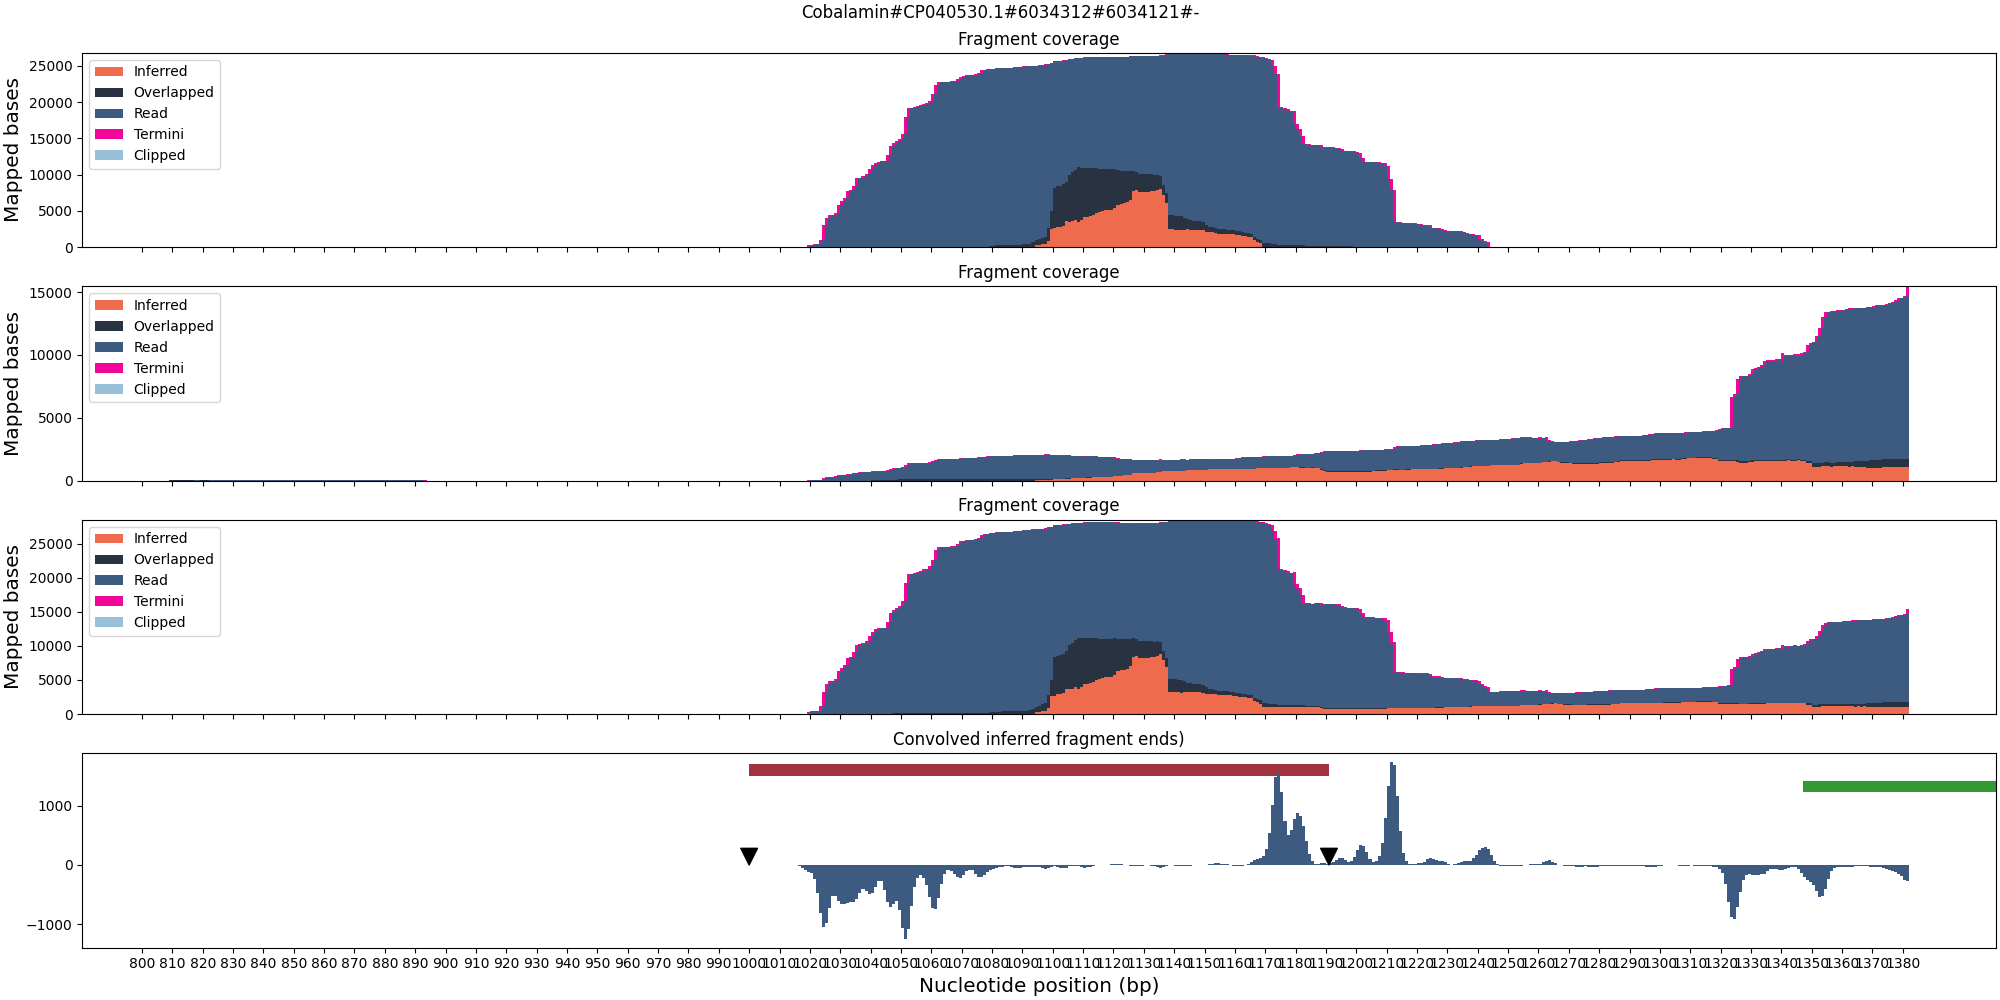 Cobalamin#CP040530.1#6034312#6034121#-
Fragment coverage
25000
20000
15000
10000
5000
0
Mapped bases
Inferred
Overlapped
Read
Termini
Clipped
Fragment coverage
15000
10000
5000
0
Mapped bases
Inferred
Overlapped
Read
Termini
Clipped
Fragment coverage
25000
20000
15000
10000
5000
0
Mapped bases
Inferred
Overlapped
Read
Termini
Clipped
Convolved inferred fragment ends)
1000
0
−1000
800 810 820 830 840 850 860 870 880 890 900 910 920 930 940 950 960 970 980 990 1000 1010 1020 1030 1040 1050 1060 1070 1080 1090 1100 1110 1120 1130 1140 1150 1160 1170 1180 1190 1200 1210 1220 1230 1240 1250 1260 1270 1280 1290 1300 1310 1320 1330 1340 1350 1360 1370 1380
Nucleotide position (bp)